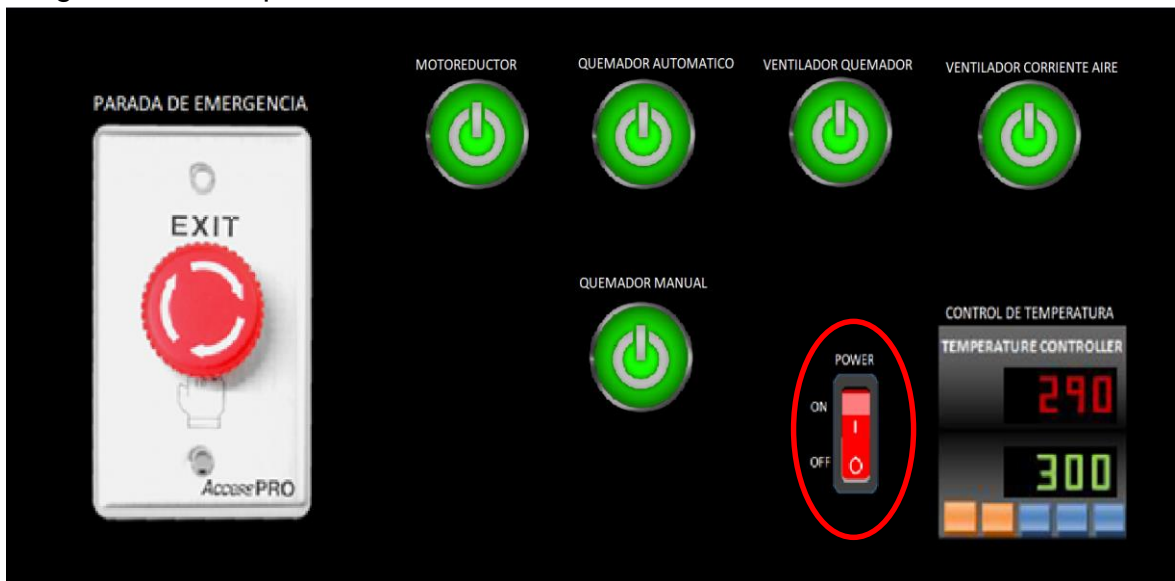 PARADA DE EMERGENCIA
EXIT
AccessPRO
MOTOREDUCTOR
QUEMADOR AUTOMATICO
VENTILADOR QUEMADOR
VENTILADOR CORRIENTE AIRE
QUEMADOR MANUAL
POWER
ON
I
OFF
O
CONTROL DE TEMPERATURA
TEMPERATURE CONTROLLER
290
300